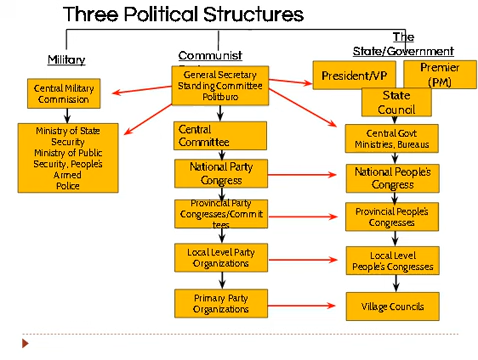 Three Political Structures
Military
Communist
The
State/Government
Central Military
Commission
Ministry of State
Security
Ministry of Public
Security, People's
Armed
Police
General Secretary
Standing Committee
Politburo
Central
Committee
National Party
Congress
Provincial Party
Congresses/Commit
tees
Local Level Party
Organizations
Primary Party
Organizations
President/VP
Premier
(PM)
State
Council
Central Govt
Ministries, Bureaus
National People's
Congress
Provincial People's
Congresses
Local Level
People's Congresses
Village Councils